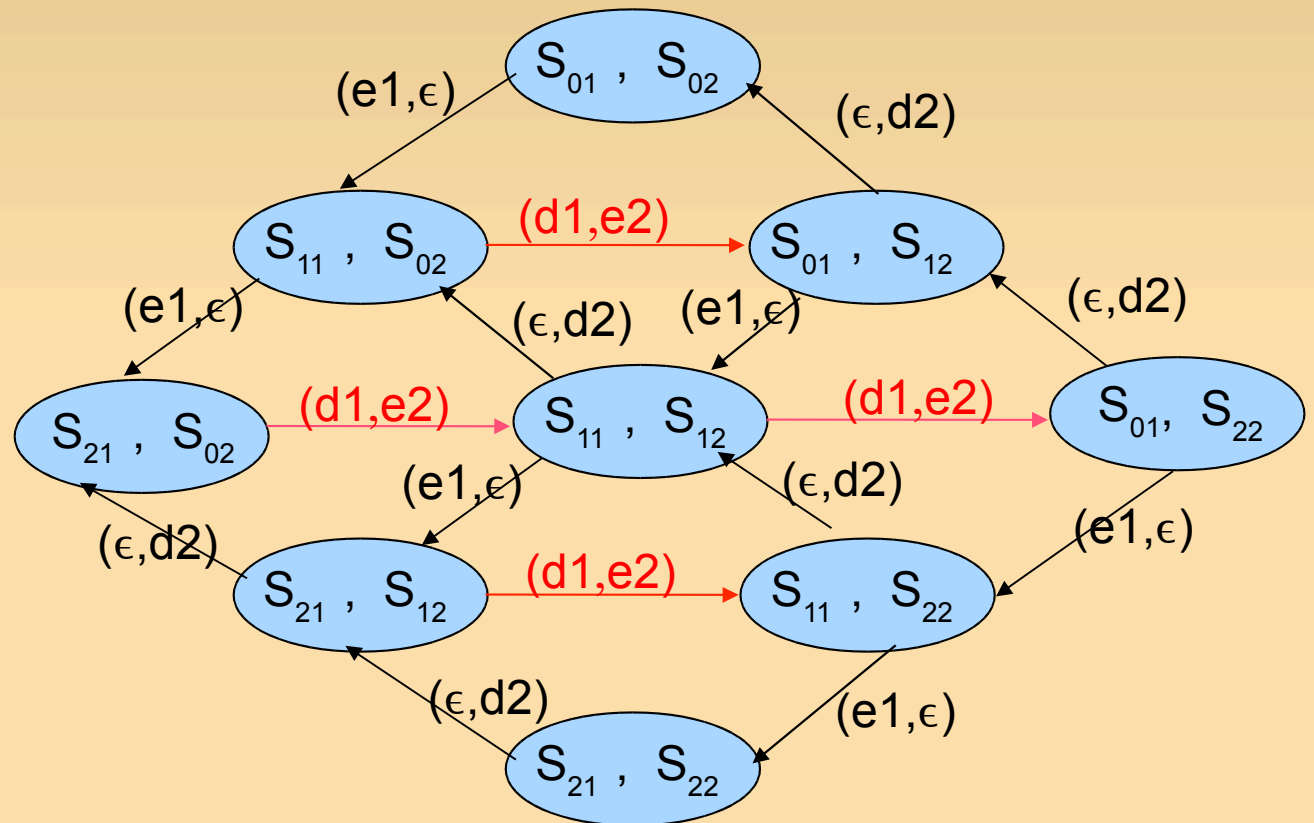 S₀₁ , S₀₂
(e1,ϵ)
(ϵ,d2)
(d1,e2)
S₁₁ , S₀₂
S₀₁ , S₁₂
(e1,ϵ)
(ϵ,d2)
(e1,ϵ)
(ϵ,d2)
(d1,e2)
(d1,e2)
S₂₁ , S₀₂
S₁₁ , S₁₂
S₀₁, S₂₂
(e1,ϵ)
(ϵ,d2)
(ϵ,d2)
(e1,ϵ)
(d1,e2)
S₂₁ , S₁₂
S₁₁ , S₂₂
(ϵ,d2)
(e1,ϵ)
S₂₁ , S₂₂